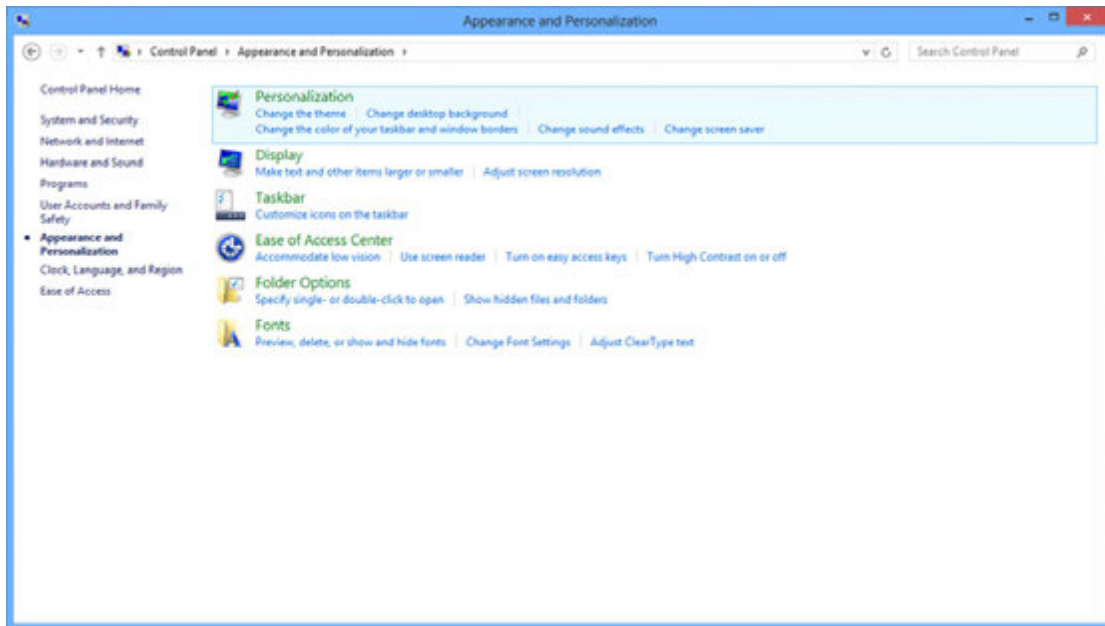 Appearance and Personalization
Control Panel Appearance and Personalization
Search Control Panel
Control Panel Home
System and Security
Network and Internet
Hardware and Sound
Programs
User Accounts and Family
Safety
Appearance and
Personalization
Clock, Language, and Region
Ease of Access
Personalization
Change the theme Change desktop background
Change the color of your taskbar and window borders Change sound effects Change screen saver
Display
Make text and other items larger or smaller Adjust screen resolution
Taskbar
Customize icons on the taskbar
Ease of Access Center
Accommodate low vision Use screen reader Turn on easy access keys Turn High Contrast on or off
Folder Options
Specify single- or double-click to open Show hidden files and folders
Fonts
Preview, delete, or show and hide fonts Change Font Settings Adjust ClearType text